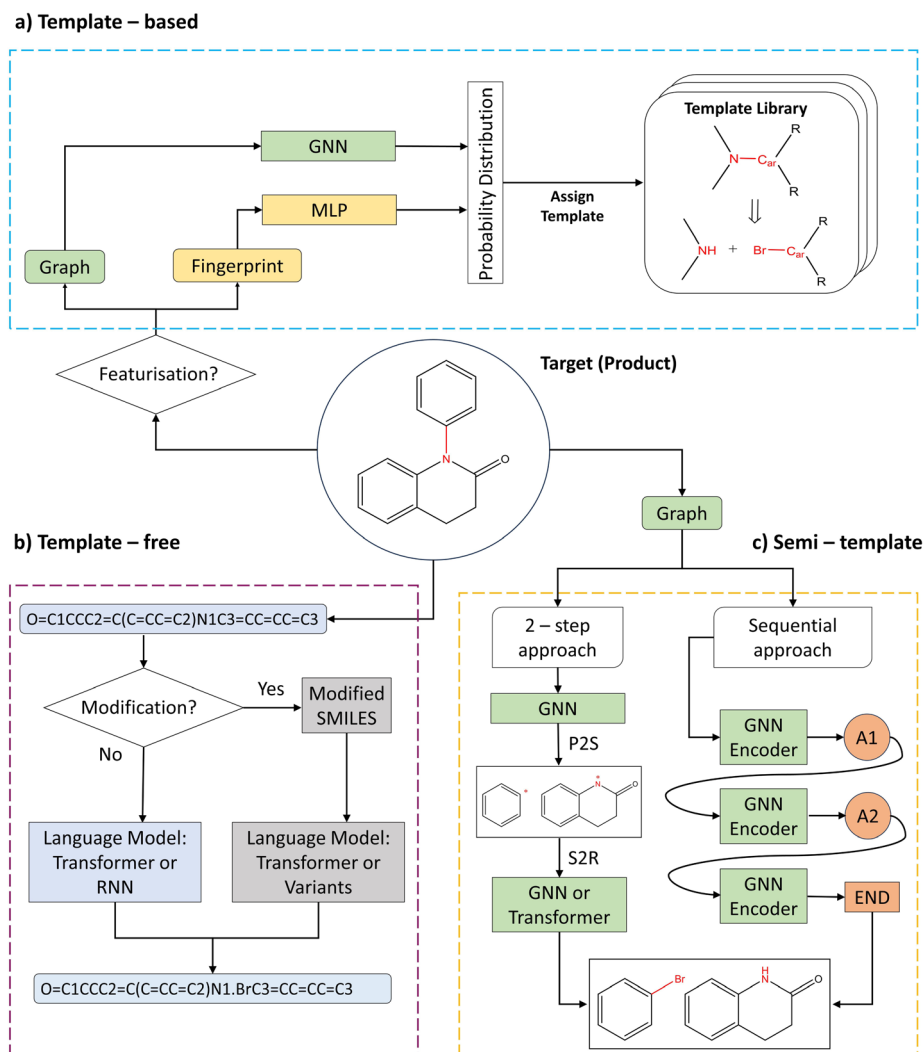 a) Template – based
GNN
MLP
Graph
Fingerprint
Probability Distribution
Assign
Template
Template Library
N
Car
R
R
⇓
NH
+
Br
Car
R
R
Featurisation?
Target (Product)
N
O
Graph
b) Template – free
O=C1CCC2=C(C=CC=C2)N1C3=CC=CC=C3
Modification?
Yes
No
Modified
SMILES
Language Model:
Transformer or
RNN
Language Model:
Transformer or
Variants
O=C1CCC2=C(C=CC=C2)N1.BrC3=CC=CC=C3
c) Semi – template
2 – step
approach
GNN
P2S
*
*
N
O
S2R
GNN or
Transformer
Sequential
approach
GNN
Encoder
A1
GNN
Encoder
A2
GNN
Encoder
END
Br
H
N
O